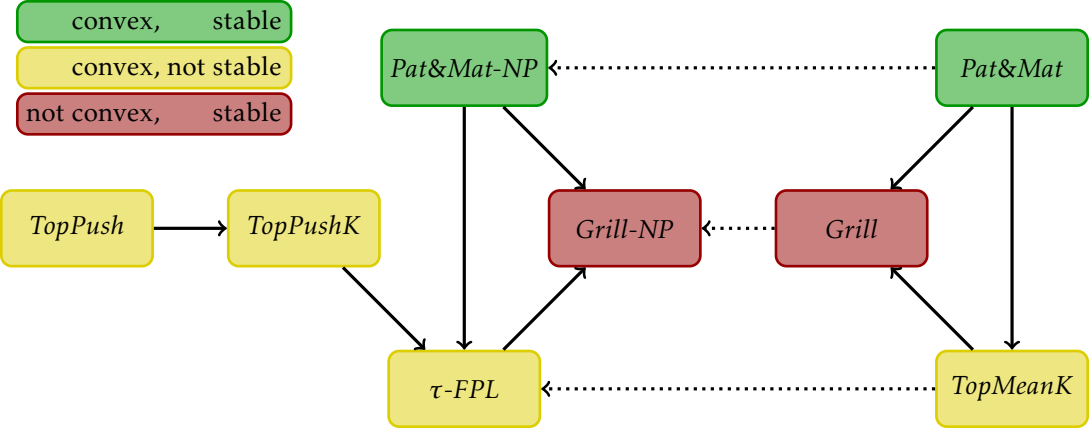 convex, stable
convex, not stable
not convex, stable
Pat&Mat-NP
Pat&Mat
TopPush
TopPushK
Grill-NP
Grill
τ-FPL
TopMeanK